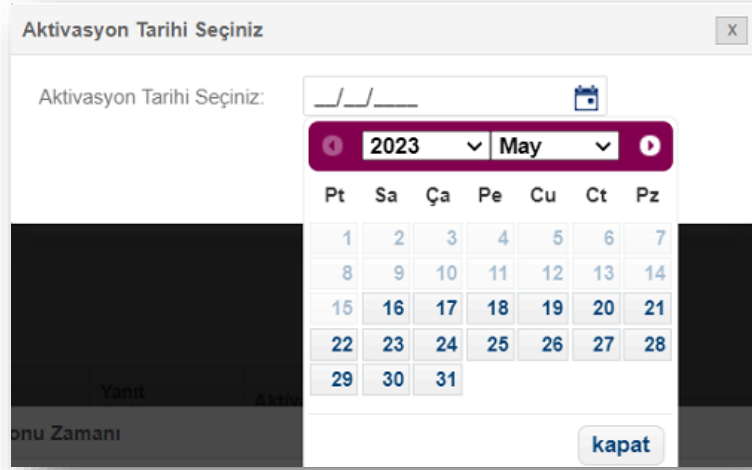 Aktivasyon Tarihi Seçiniz X
Aktivasyon Tarihi Seçiniz: __/__/____
2023 May
Pt Sa Ça Pe Cu Ct Pz
1 2 3 4 5 6 7
8 9 10 11 12 13 14
15 16 17 18 19 20 21
22 23 24 25 26 27 28
29 30 31
Yanıt
onu Zamanı
kapat